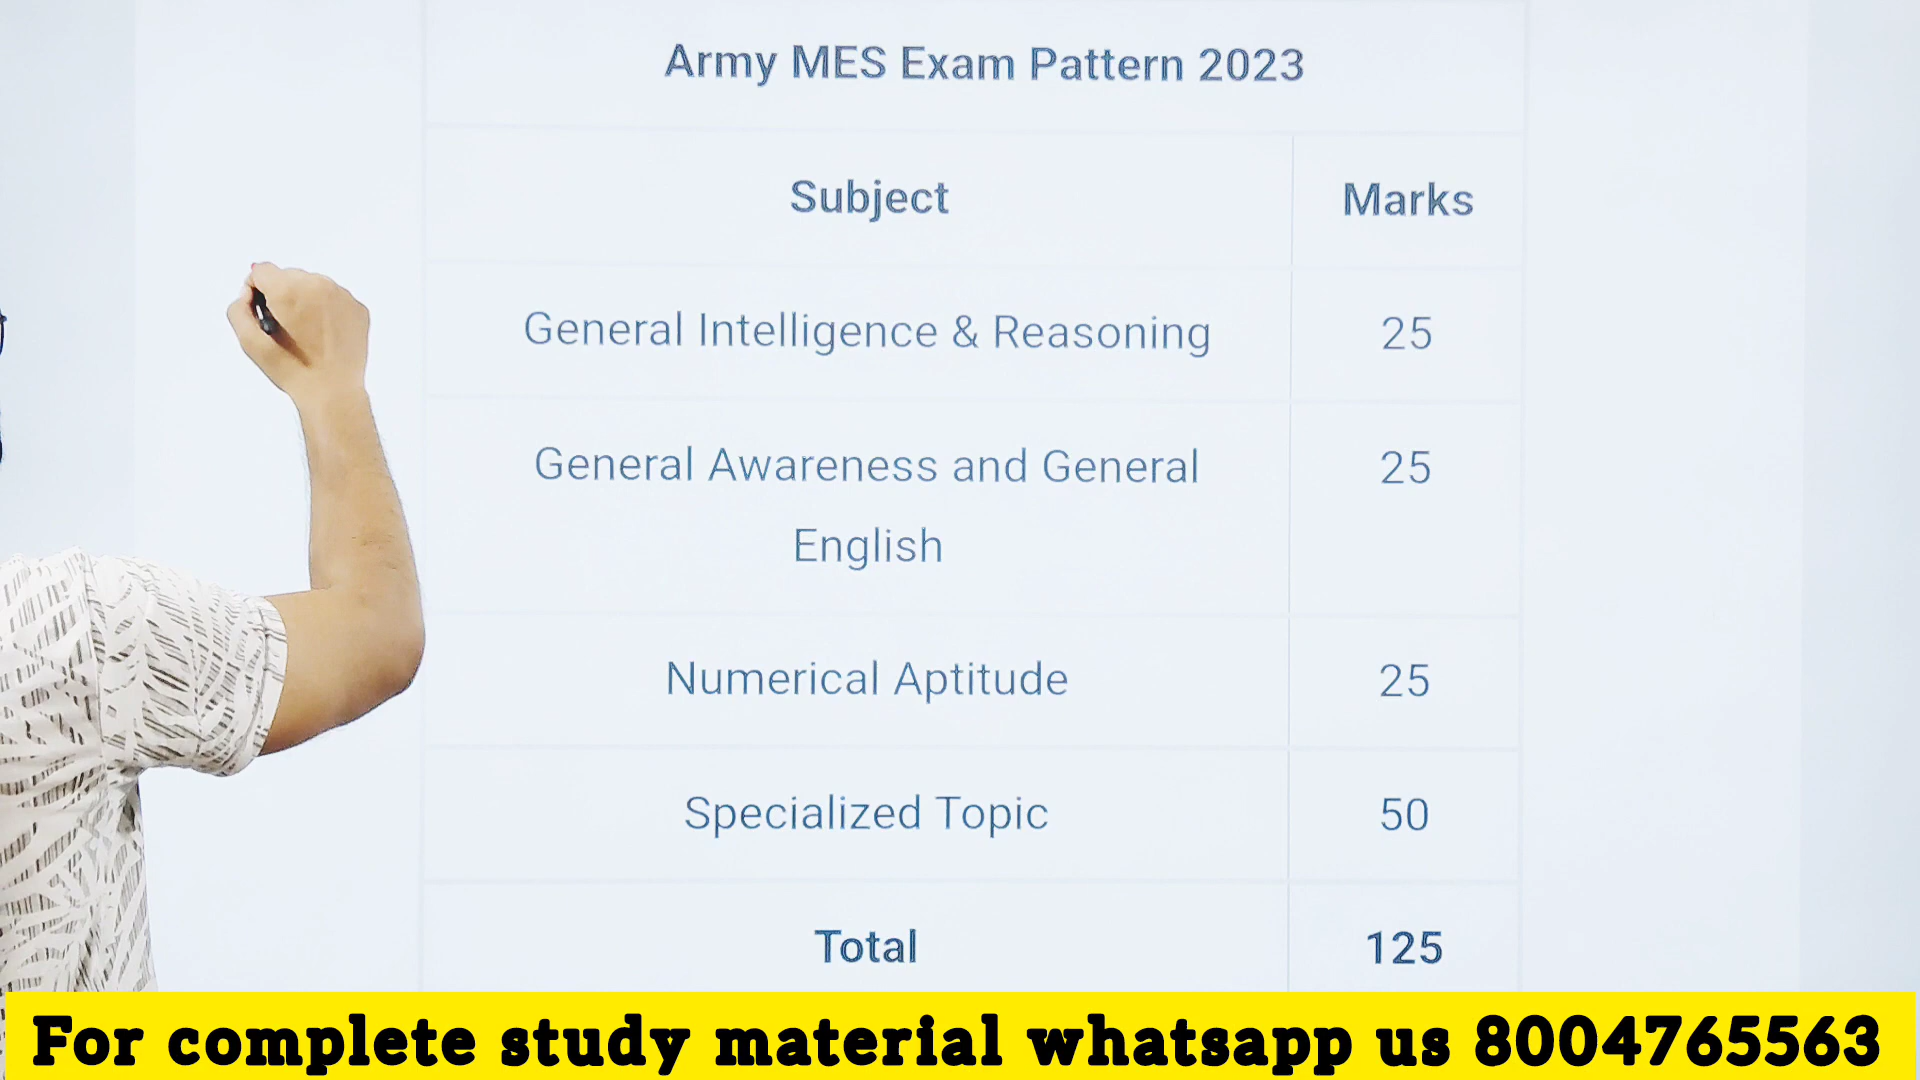 Army MES Exam Pattern 2023
Subject Marks
General Intelligence & Reasoning 25
General Awareness and General 25
English
Numerical Aptitude 25
Specialized Topic 50
Total 125
For complete study material whatsapp us 8004765563